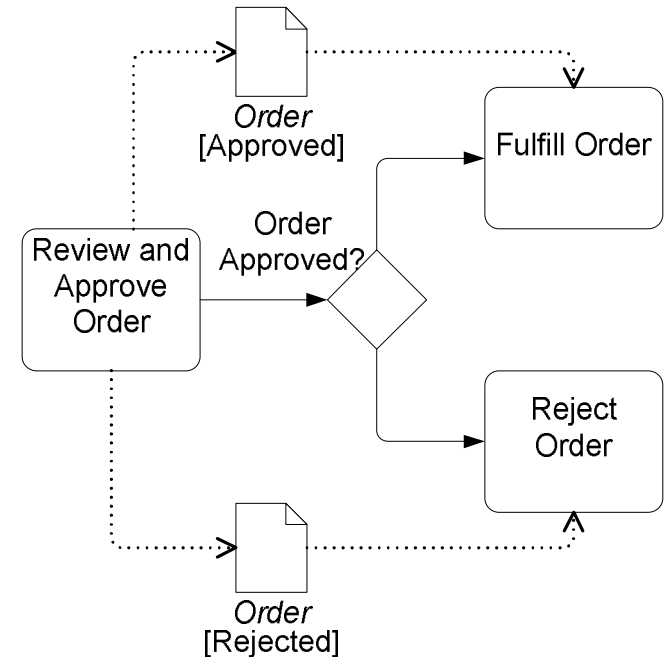 Order
[Approved]
Fulfill Order
Order
Approved?
Review and
Approve
Order
Reject
Order
Order
[Rejected]